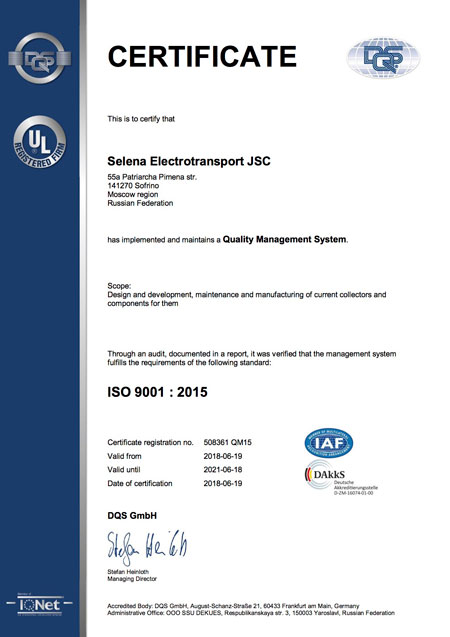 DQS
CERTIFICATE
DQS
UL
REGISTERED FIRM
This is to certify that
Selena Electrotransport JSC
55a Patriarcha Pimena str.
141270 Sofrino
Moscow region
Russian Federation
has implemented and maintains a Quality Management System.
Scope:
Design and development, maintenance and manufacturing of current collectors and
components for them
Through an audit, documented in a report, it was verified that the management system
fulfills the requirements of the following standard:
ISO 9001 : 2015
Certificate registration no. 508361 QM15
Valid from 2018-06-19
Valid until 2021-06-18
Date of certification 2018-06-19
IAF
DAkkS
Deutsche
Akkreditierungsstelle
D-ZM-16074-01-00
DQS GmbH
Stefan Heinloth
Stefan Heinloth
Managing Director
IQNet
Accredited Body: DQS GmbH, August-Schanz-Straße 21, 60433 Frankfurt am Main, Germany
Administrative Office: OOO SSU DEKUES, Respublikanskaya str. 3, 150003 Yaroslavl, Russian Federation